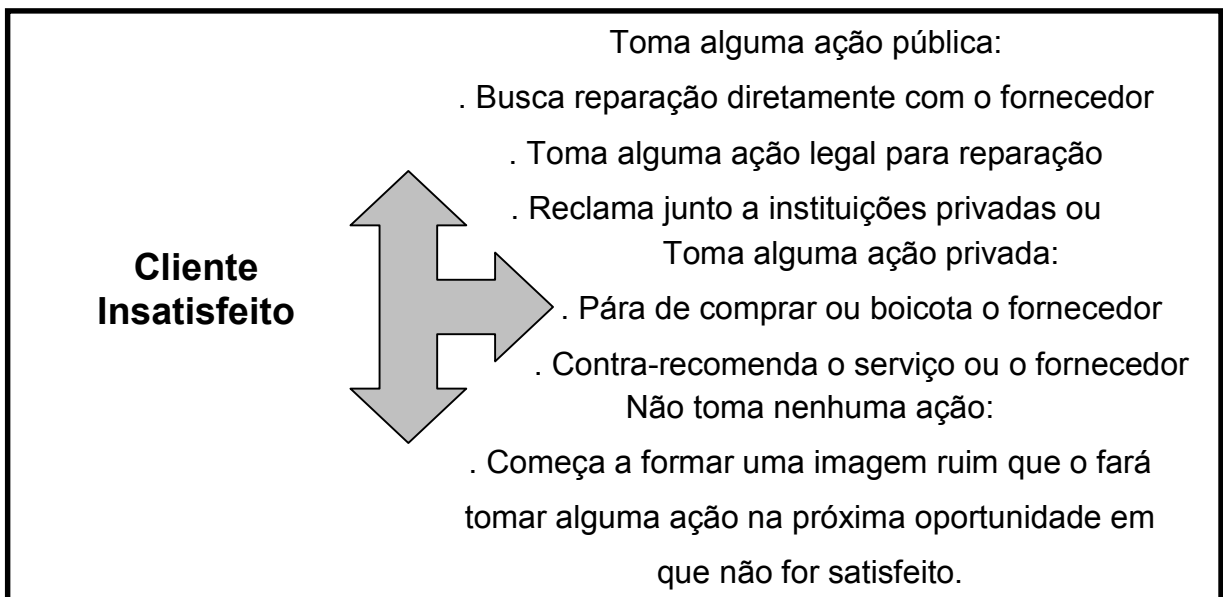 Cliente
Insatisfeito
Toma alguma ação pública:
. Busca reparação diretamente com o fornecedor
. Toma alguma ação legal para reparação
. Reclama junto a instituições privadas ou
Toma alguma ação privada:
. Pára de comprar ou boicota o fornecedor
. Contra-recomenda o serviço ou o fornecedor
Não toma nenhuma ação:
. Começa a formar uma imagem ruim que o fará
tomar alguma ação na próxima oportunidade em
que não for satisfeito.